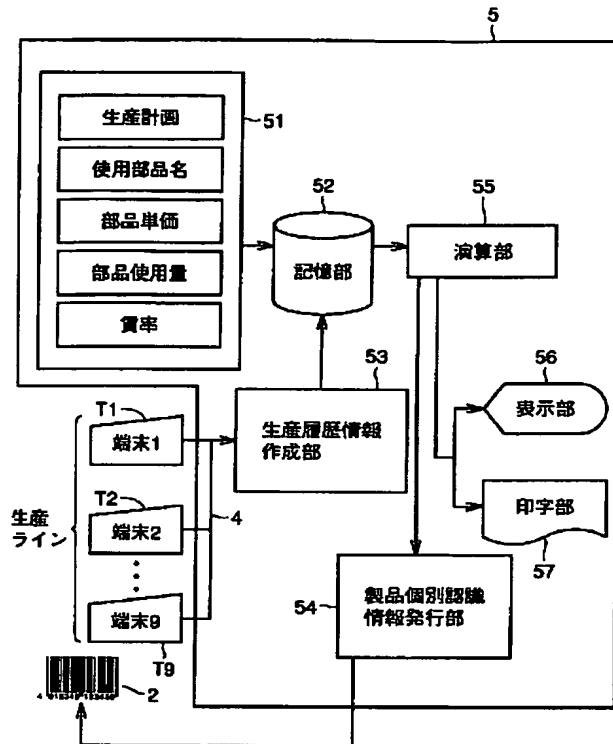 5
生産計画
使用部品名
部品単価
部品使用量
賃率
51
52
記憶部
55
演算部
53
生産履歴情報
作成部
56
表示部
印字部
57
T1
端末1
T2
端末2
端末9
T9
生産
ライン
4
54
製品個別認識
情報発行部
2